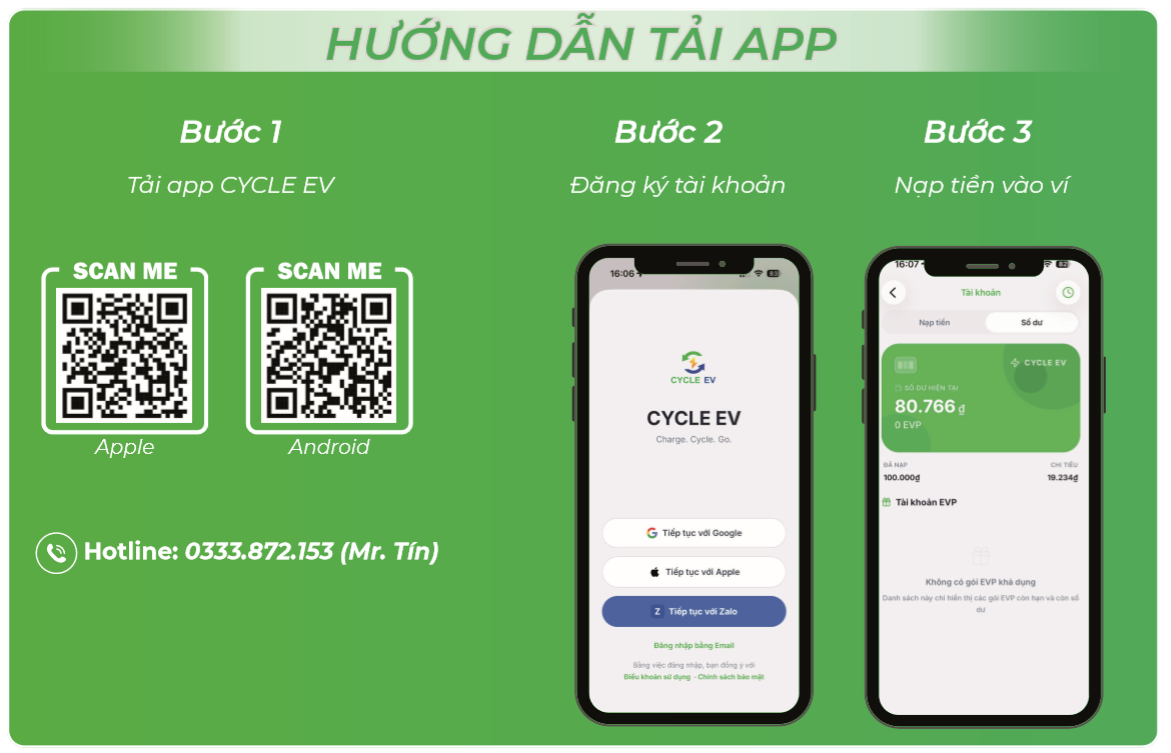 HƯỚNG DẪN TẢI APP
Bước 1
Tải app CYCLE EV
SCAN ME
SCAN ME
Apple
Android
Hotline: 0333.872.153 (Mr. Tín)
Bước 2
Đăng ký tài khoản
16:06
83
CYCLE EV
CYCLE EV
Charge. Cycle. Go.
Tiếp tục với Google
Tiếp tục với Apple
Z Tiếp tục với Zalo
Đăng nhập bằng Email
Bằng việc đăng nhập, bạn đồng ý với
Điều khoản sử dụng - Chính sách bảo mật
Bước 3
Nạp tiền vào ví
16:07
Tài khoản
Nạp tiền
Số dư
CYCLE EV
SỐ DƯ HIỆN TẠI
80.766 ₫
0 EVP
ĐÃ NẠP
CHI TIÊU
100.000₫
19.234₫
Tài khoản EVP
Không có gói EVP khả dụng
Danh sách này chỉ hiển thị các gói EVP còn hạn và còn số
dư